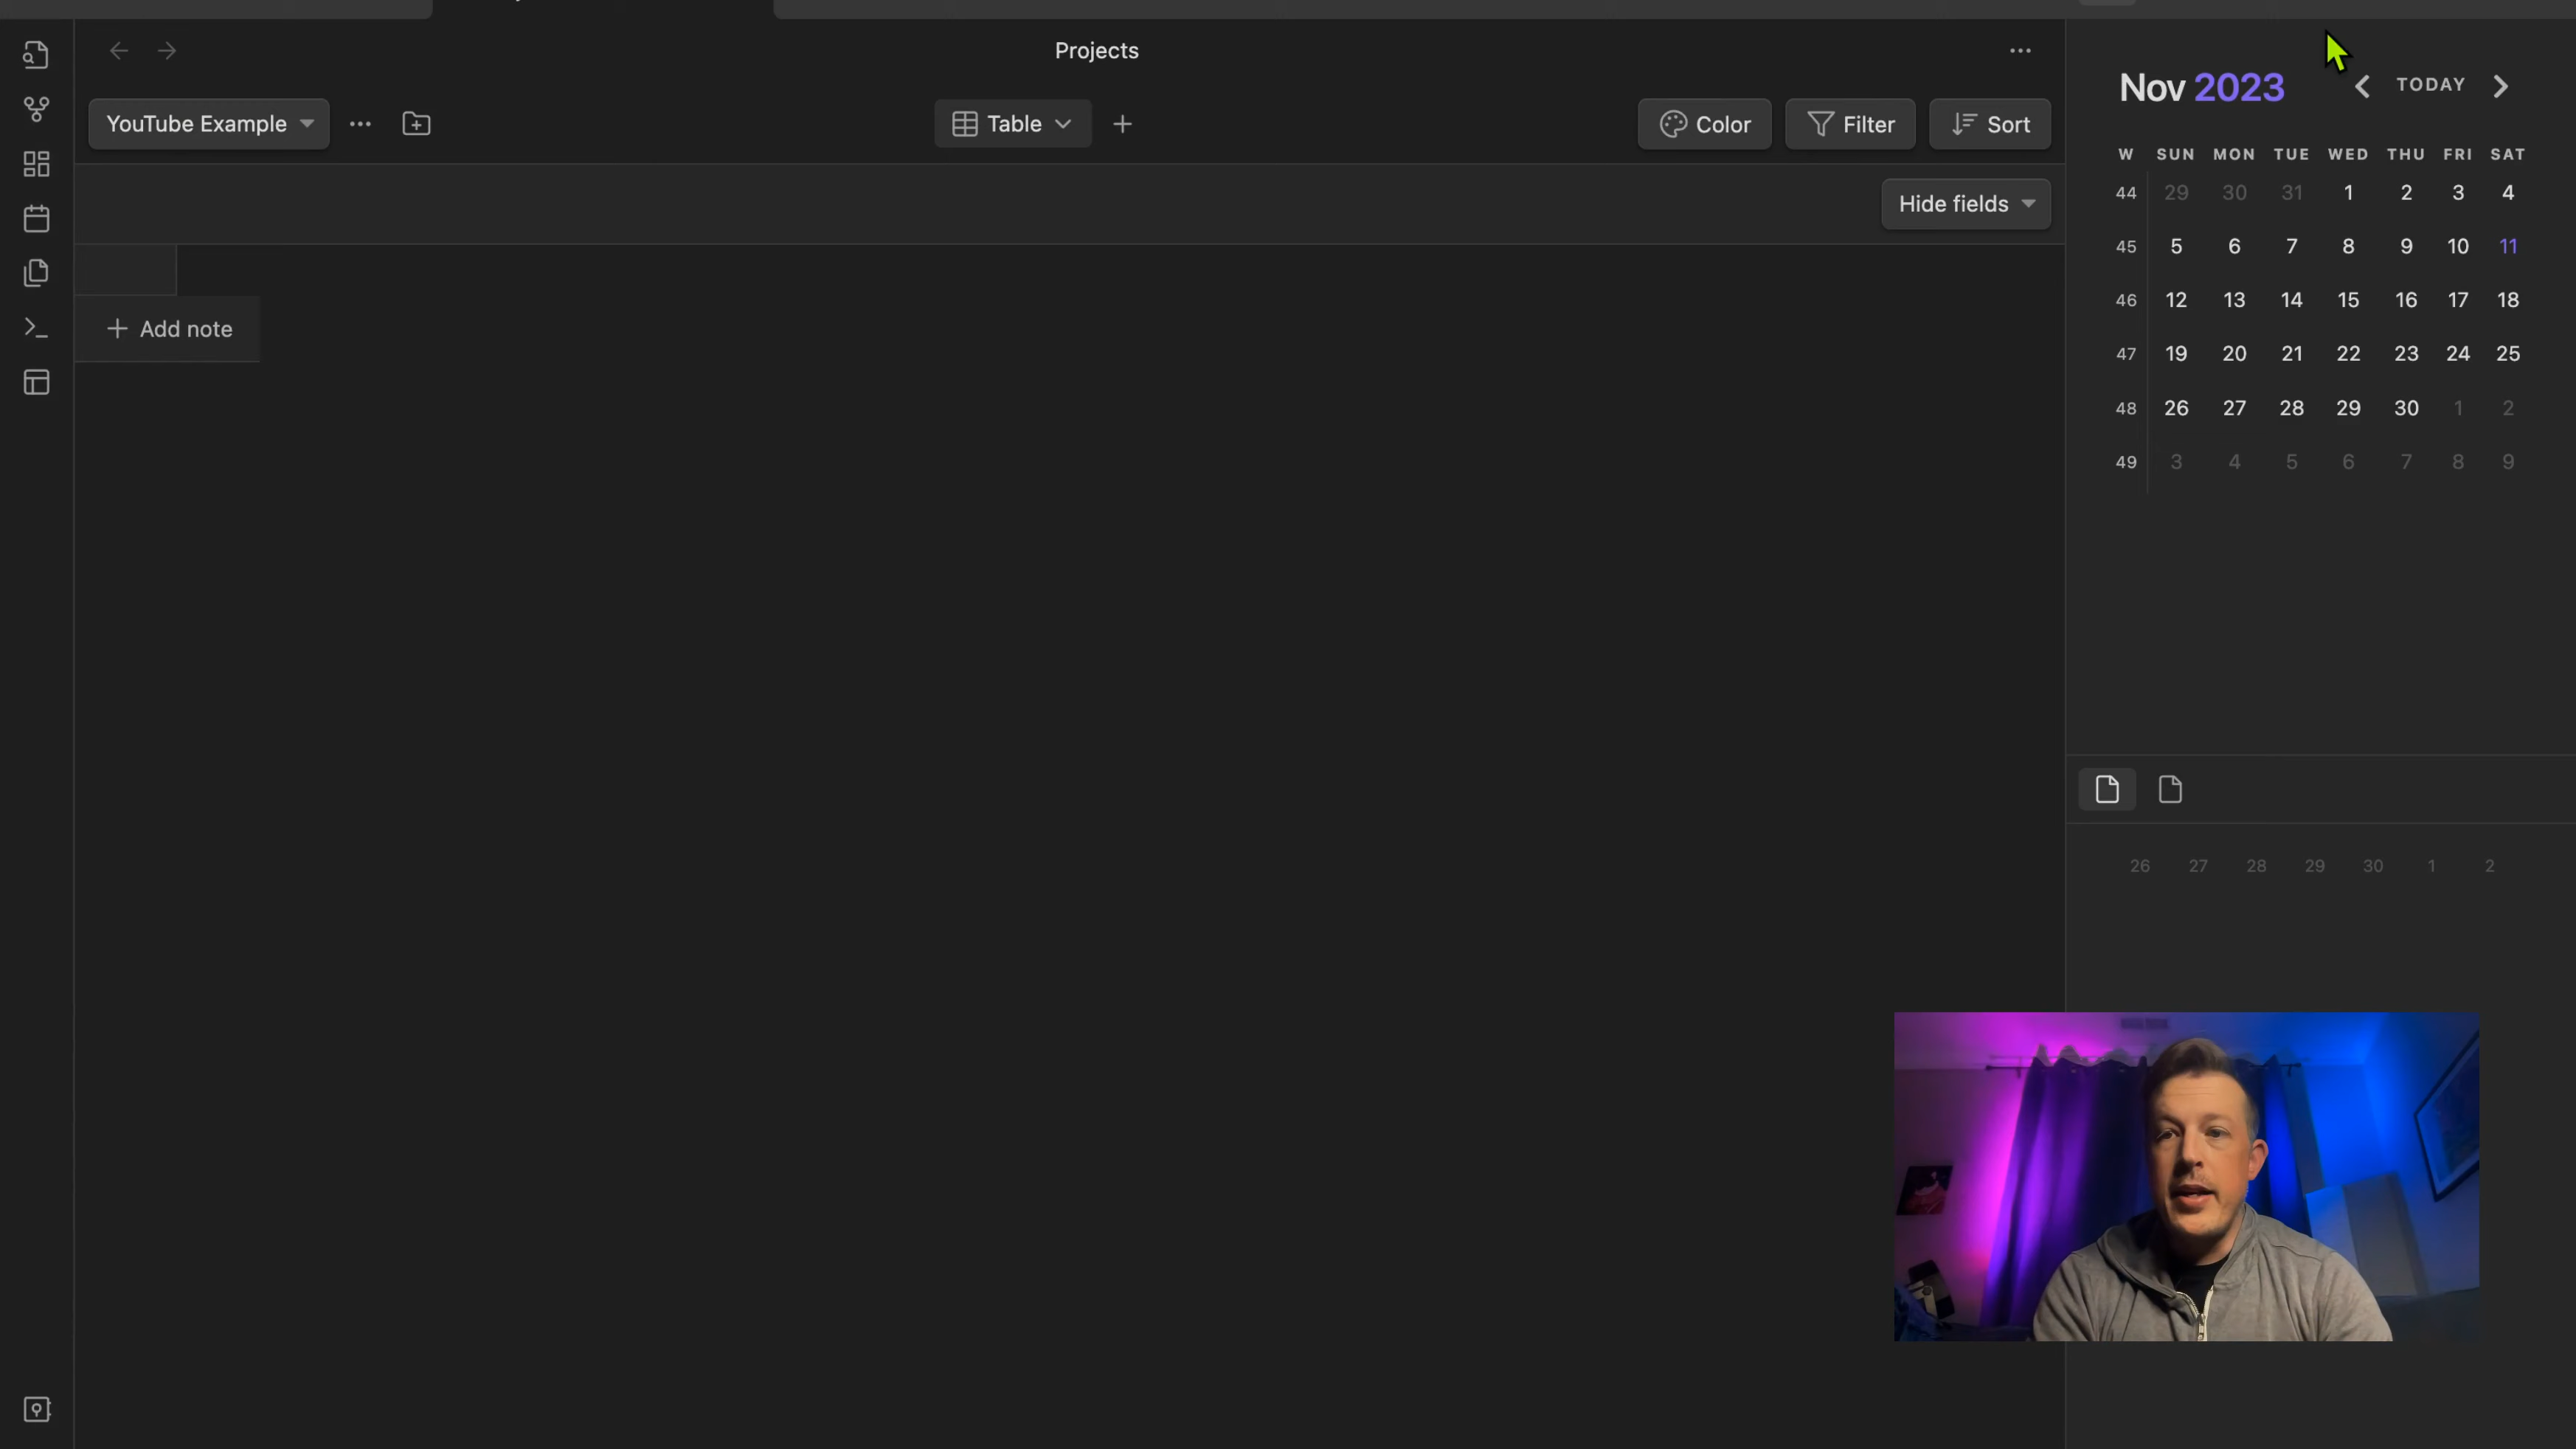 Projects
YouTube Example
Table
Color
Filter
Sort
Hide fields
Add note
Nov 2023
TODAY
W SUN MON TUE WED THU FRI SAT
44 29 30 31 1 2 3 4
45 5 6 7 8 9 10 11
46 12 13 14 15 16 17 18
47 19 20 21 22 23 24 25
48 26 27 28 29 30 1 2
49 3 4 5 6 7 8 9
26 27 28 29 30 1 2